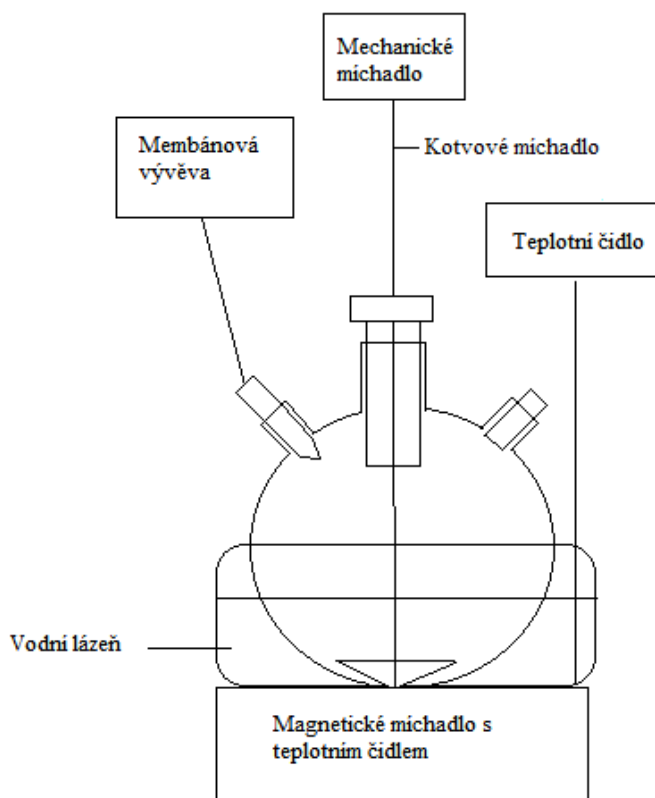 Mechanické
míchadlo
Membánová
vývěva
Kotvové míchadlo
Teplotní čidlo
Vodní lázeň
Magnetické míchadlo s
teplotním čidlem